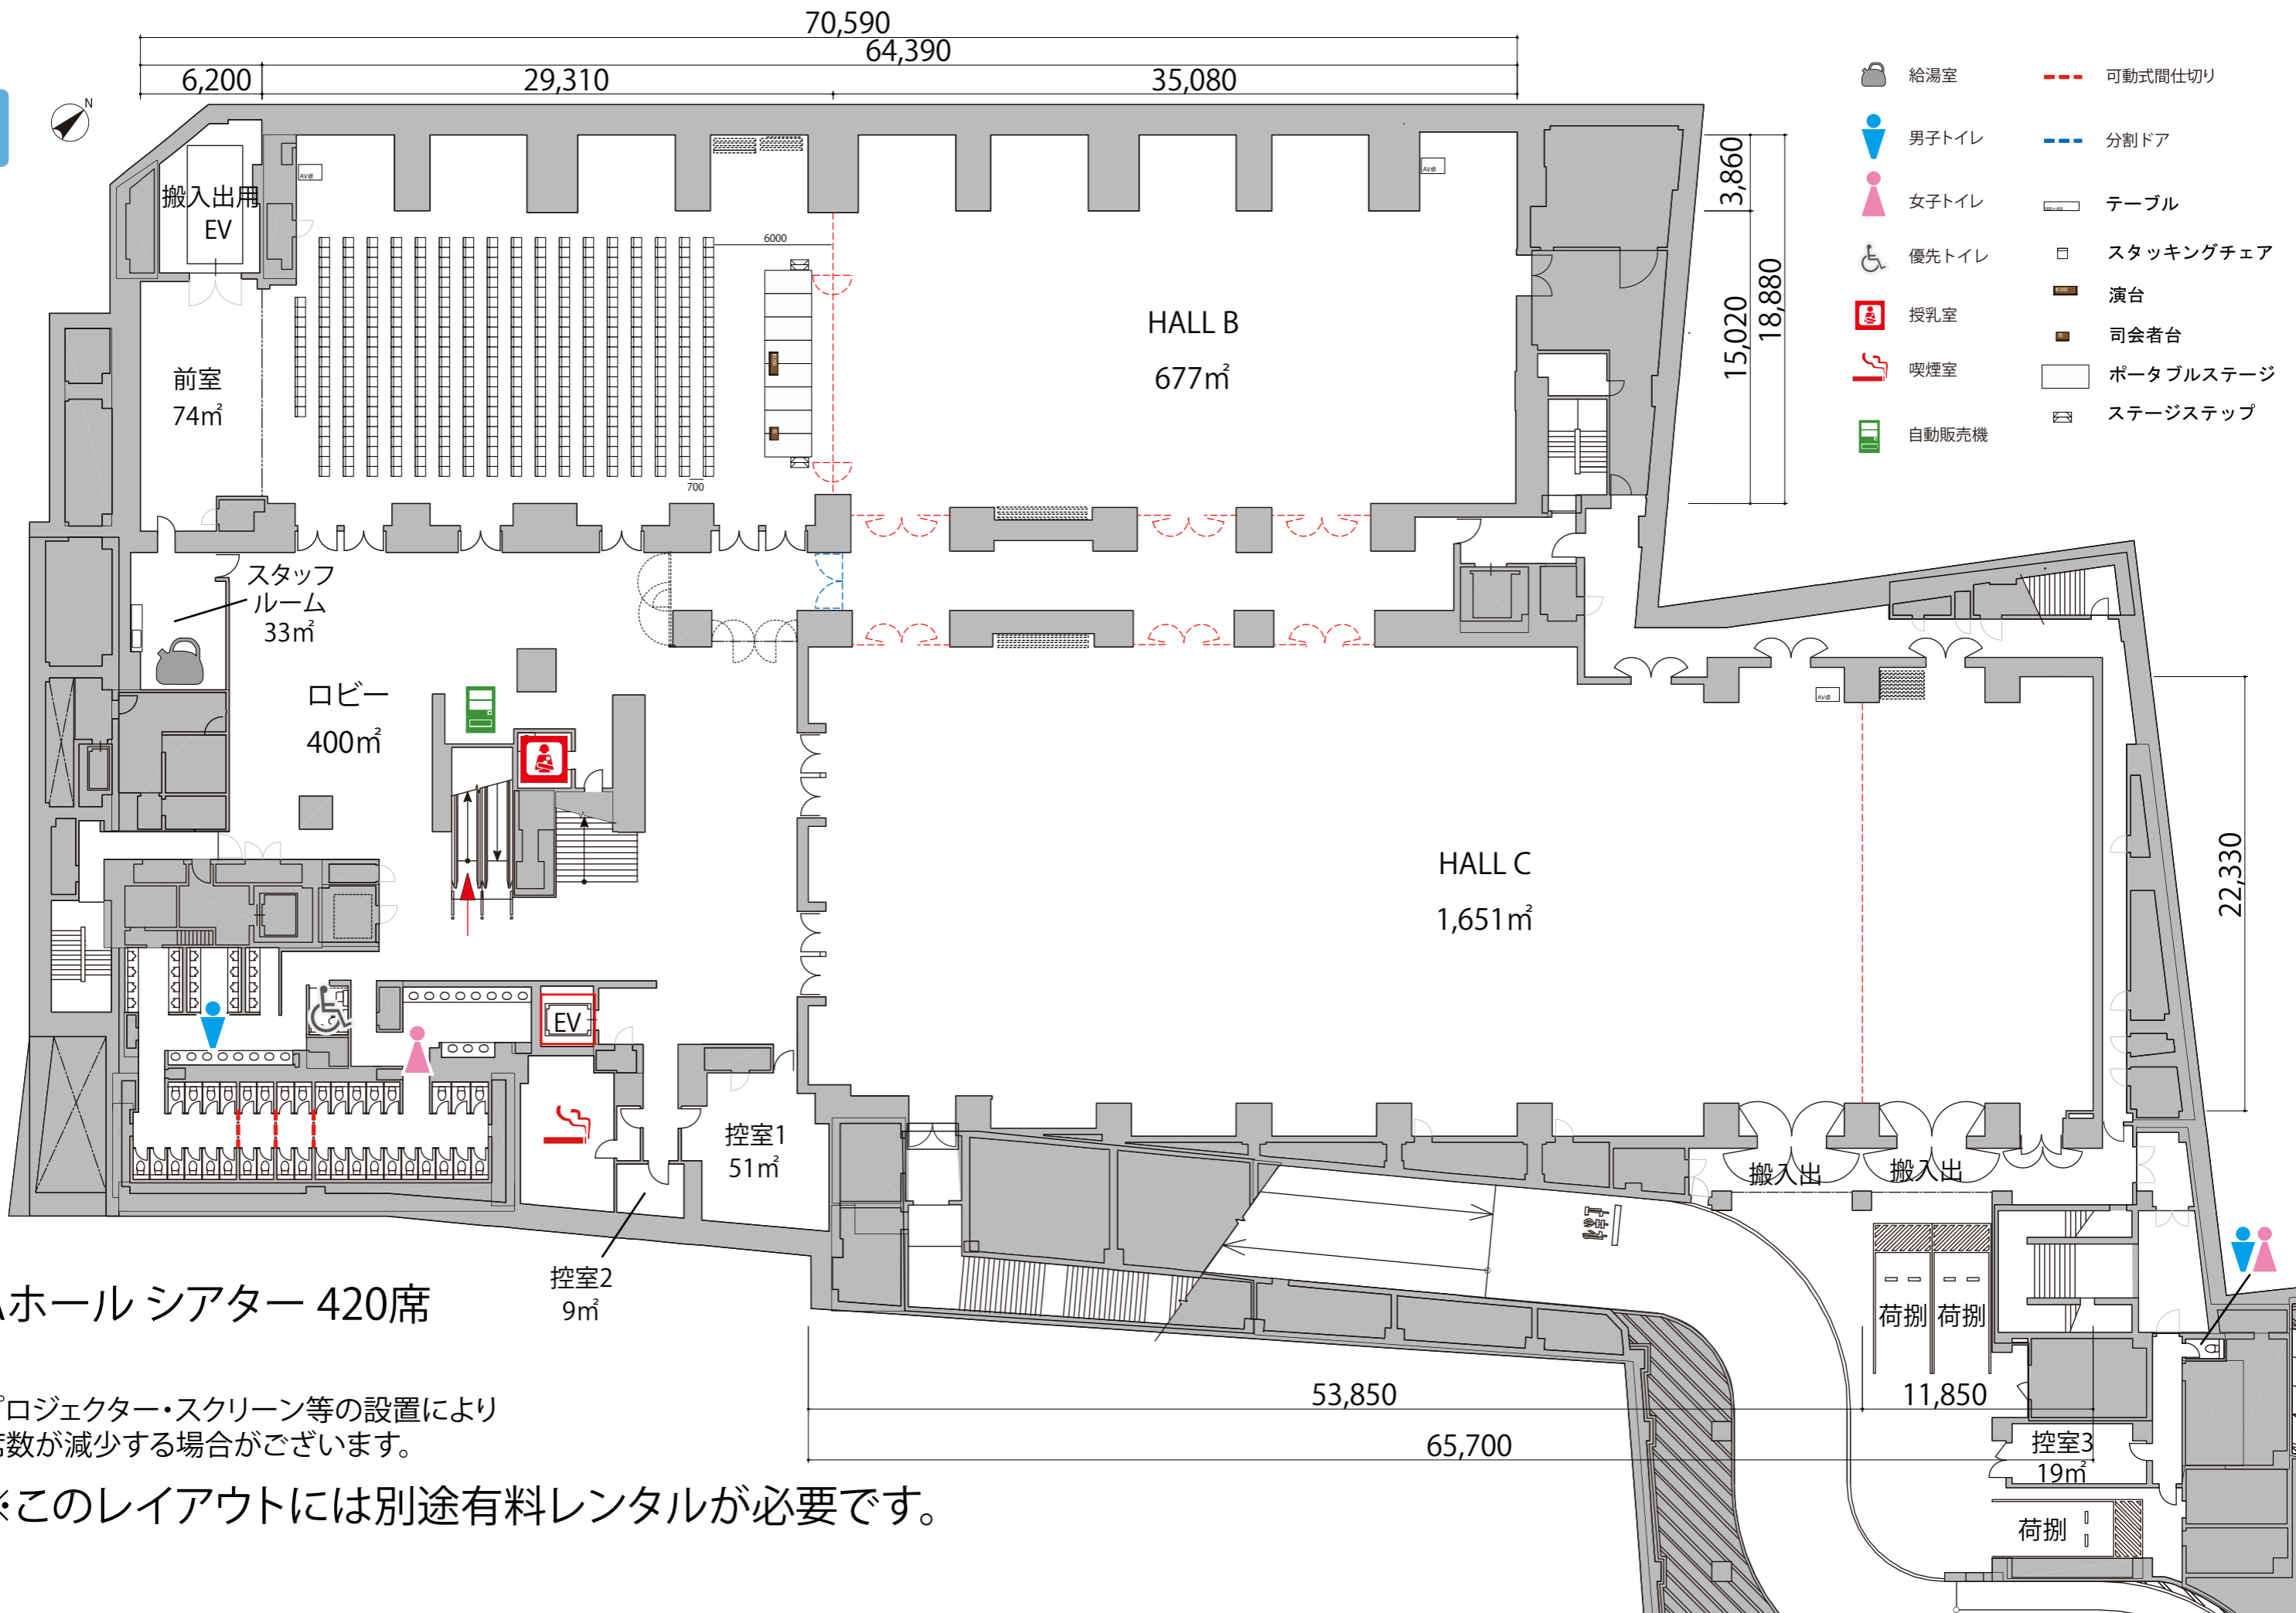 70,590
64,390
6,200
29,310
35,080
N
給湯室
男子トイレ
女子トイレ
優先トイレ
授乳室
喫煙室
自動販売機
可動式間仕切り
分割ドア
テーブル
スタッキングチェア
演台
司会者台
ポータブルステージ
ステージステップ
3,860
15,020
18,880
搬入出用
EV
AV卓
AV卓
6000
700
HALL B
677㎡
前室
74㎡
スタッフ
ルーム
33㎡
ロビー
400㎡
AV卓
HALL C
1,651㎡
22,330
EV
控室1
51㎡
控室2
9㎡
搬入出
搬入出
荷捌
荷捌
53,850
11,850
65,700
控室3
19㎡
荷捌
Aホール シアター 420席
プロジェクター・スクリーン等の設置により
席数が減少する場合がございます。
※このレイアウトには別途有料レンタルが必要です。